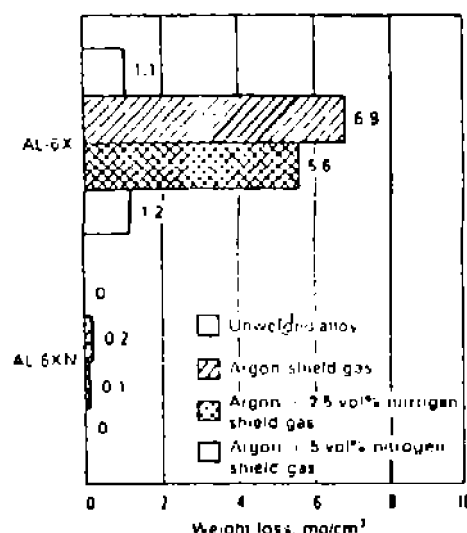 1.1
6.9
AL-6X
5.6
1.2
0
Unwelded alloy
0.2
AL-6XN
Argon shield gas
0.1
Argon + 2.5 vol% nitrogen
shield gas
0
Argon + 5 vol% nitrogen
shield gas
0 2 4 6 8 10
Weight loss, mg/cm²